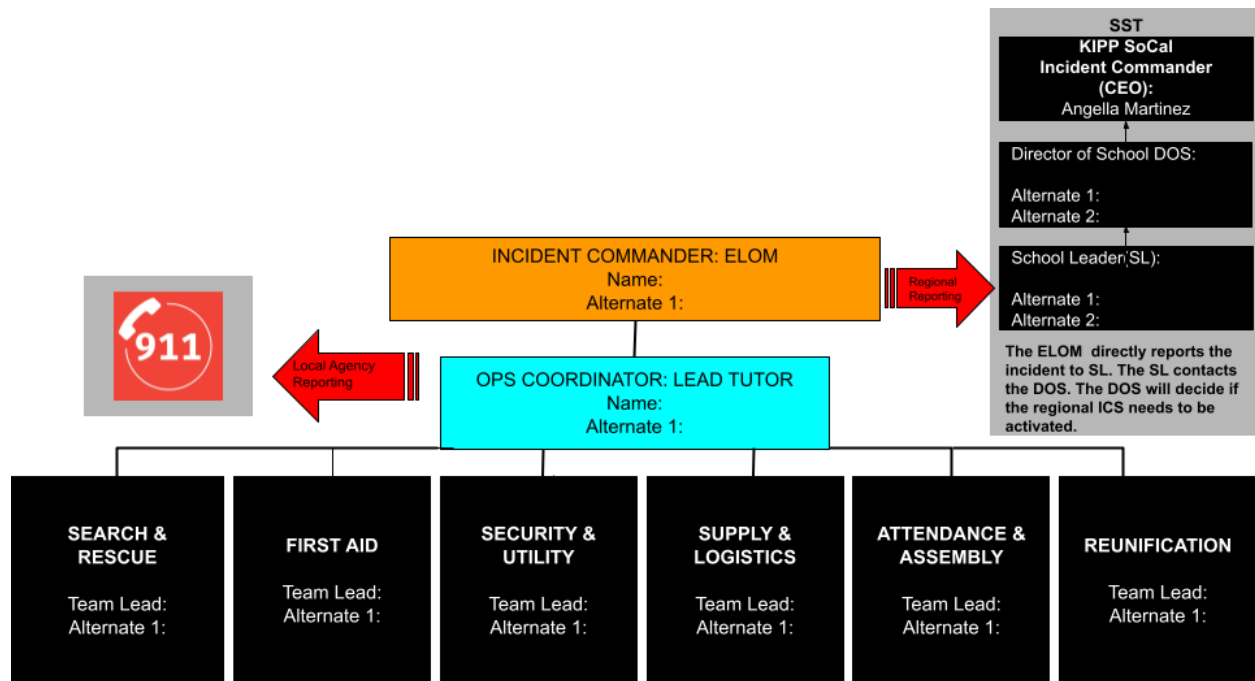 SST
KIPP SoCal
Incident Commander
(CEO):
Angella Martinez
Director of School DOS:
Alternate 1:
Alternate 2:
School Leader(SL):
Alternate 1:
Alternate 2:
The ELOM directly reports the
incident to SL. The SL contacts
the DOS. The DOS will decide if
the regional ICS needs to be
activated.
INCIDENT COMMANDER: ELOM
Name:
Alternate 1:
Regional
Reporting
911
Local Agency
Reporting
OPS COORDINATOR: LEAD TUTOR
Name:
Alternate 1:
SEARCH &
RESCUE
Team Lead:
Alternate 1:
FIRST AID
Team Lead:
Alternate 1:
SECURITY &
UTILITY
Team Lead:
Alternate 1:
SUPPLY &
LOGISTICS
Team Lead:
Alternate 1:
ATTENDANCE &
ASSEMBLY
Team Lead:
Alternate 1:
REUNIFICATION
Team Lead:
Alternate 1: